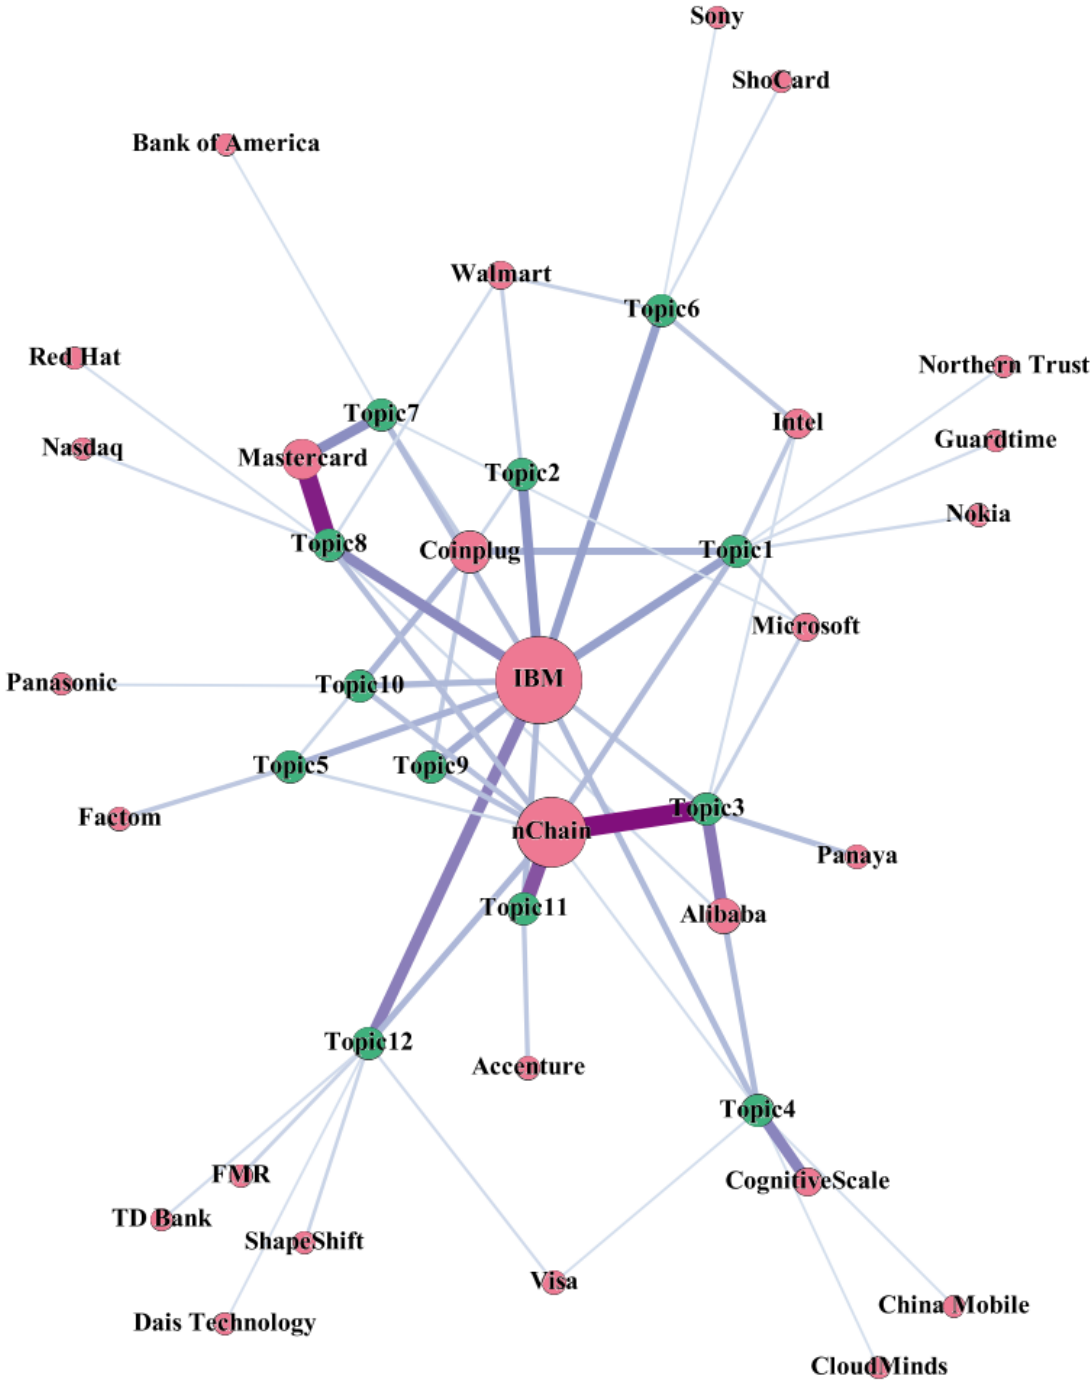 Sony
ShoCard
Bank of America
Walmart
Topic6
Red Hat
Northern Trust
Topic7
Intel
Guardtime
Nasdaq
Mastercard
Topic2
Nokia
Topic8
Coinplug
Topic1
Microsoft
IBM
Panasonic
Topic10
Topic5
Topic9
Topic3
Factom
nChain
Panaya
Topic11
Alibaba
Topic12
Accenture
Topic4
FMR
CognitiveScale
TD Bank
ShapeShift
Visa
China Mobile
Dais Technology
CloudMinds